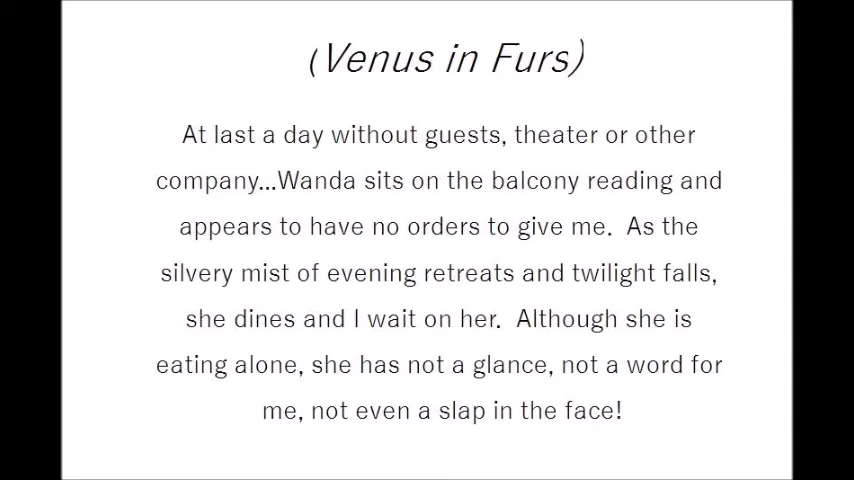 (Venus in Furs)
At last a day without guests, theater or other
company...Wanda sits on the balcony reading and
appears to have no orders to give me.  As the
silvery mist of evening retreats and twilight falls,
she dines and I wait on her.  Although she is
eating alone, she has not a glance, not a word for
me, not even a slap in the face!